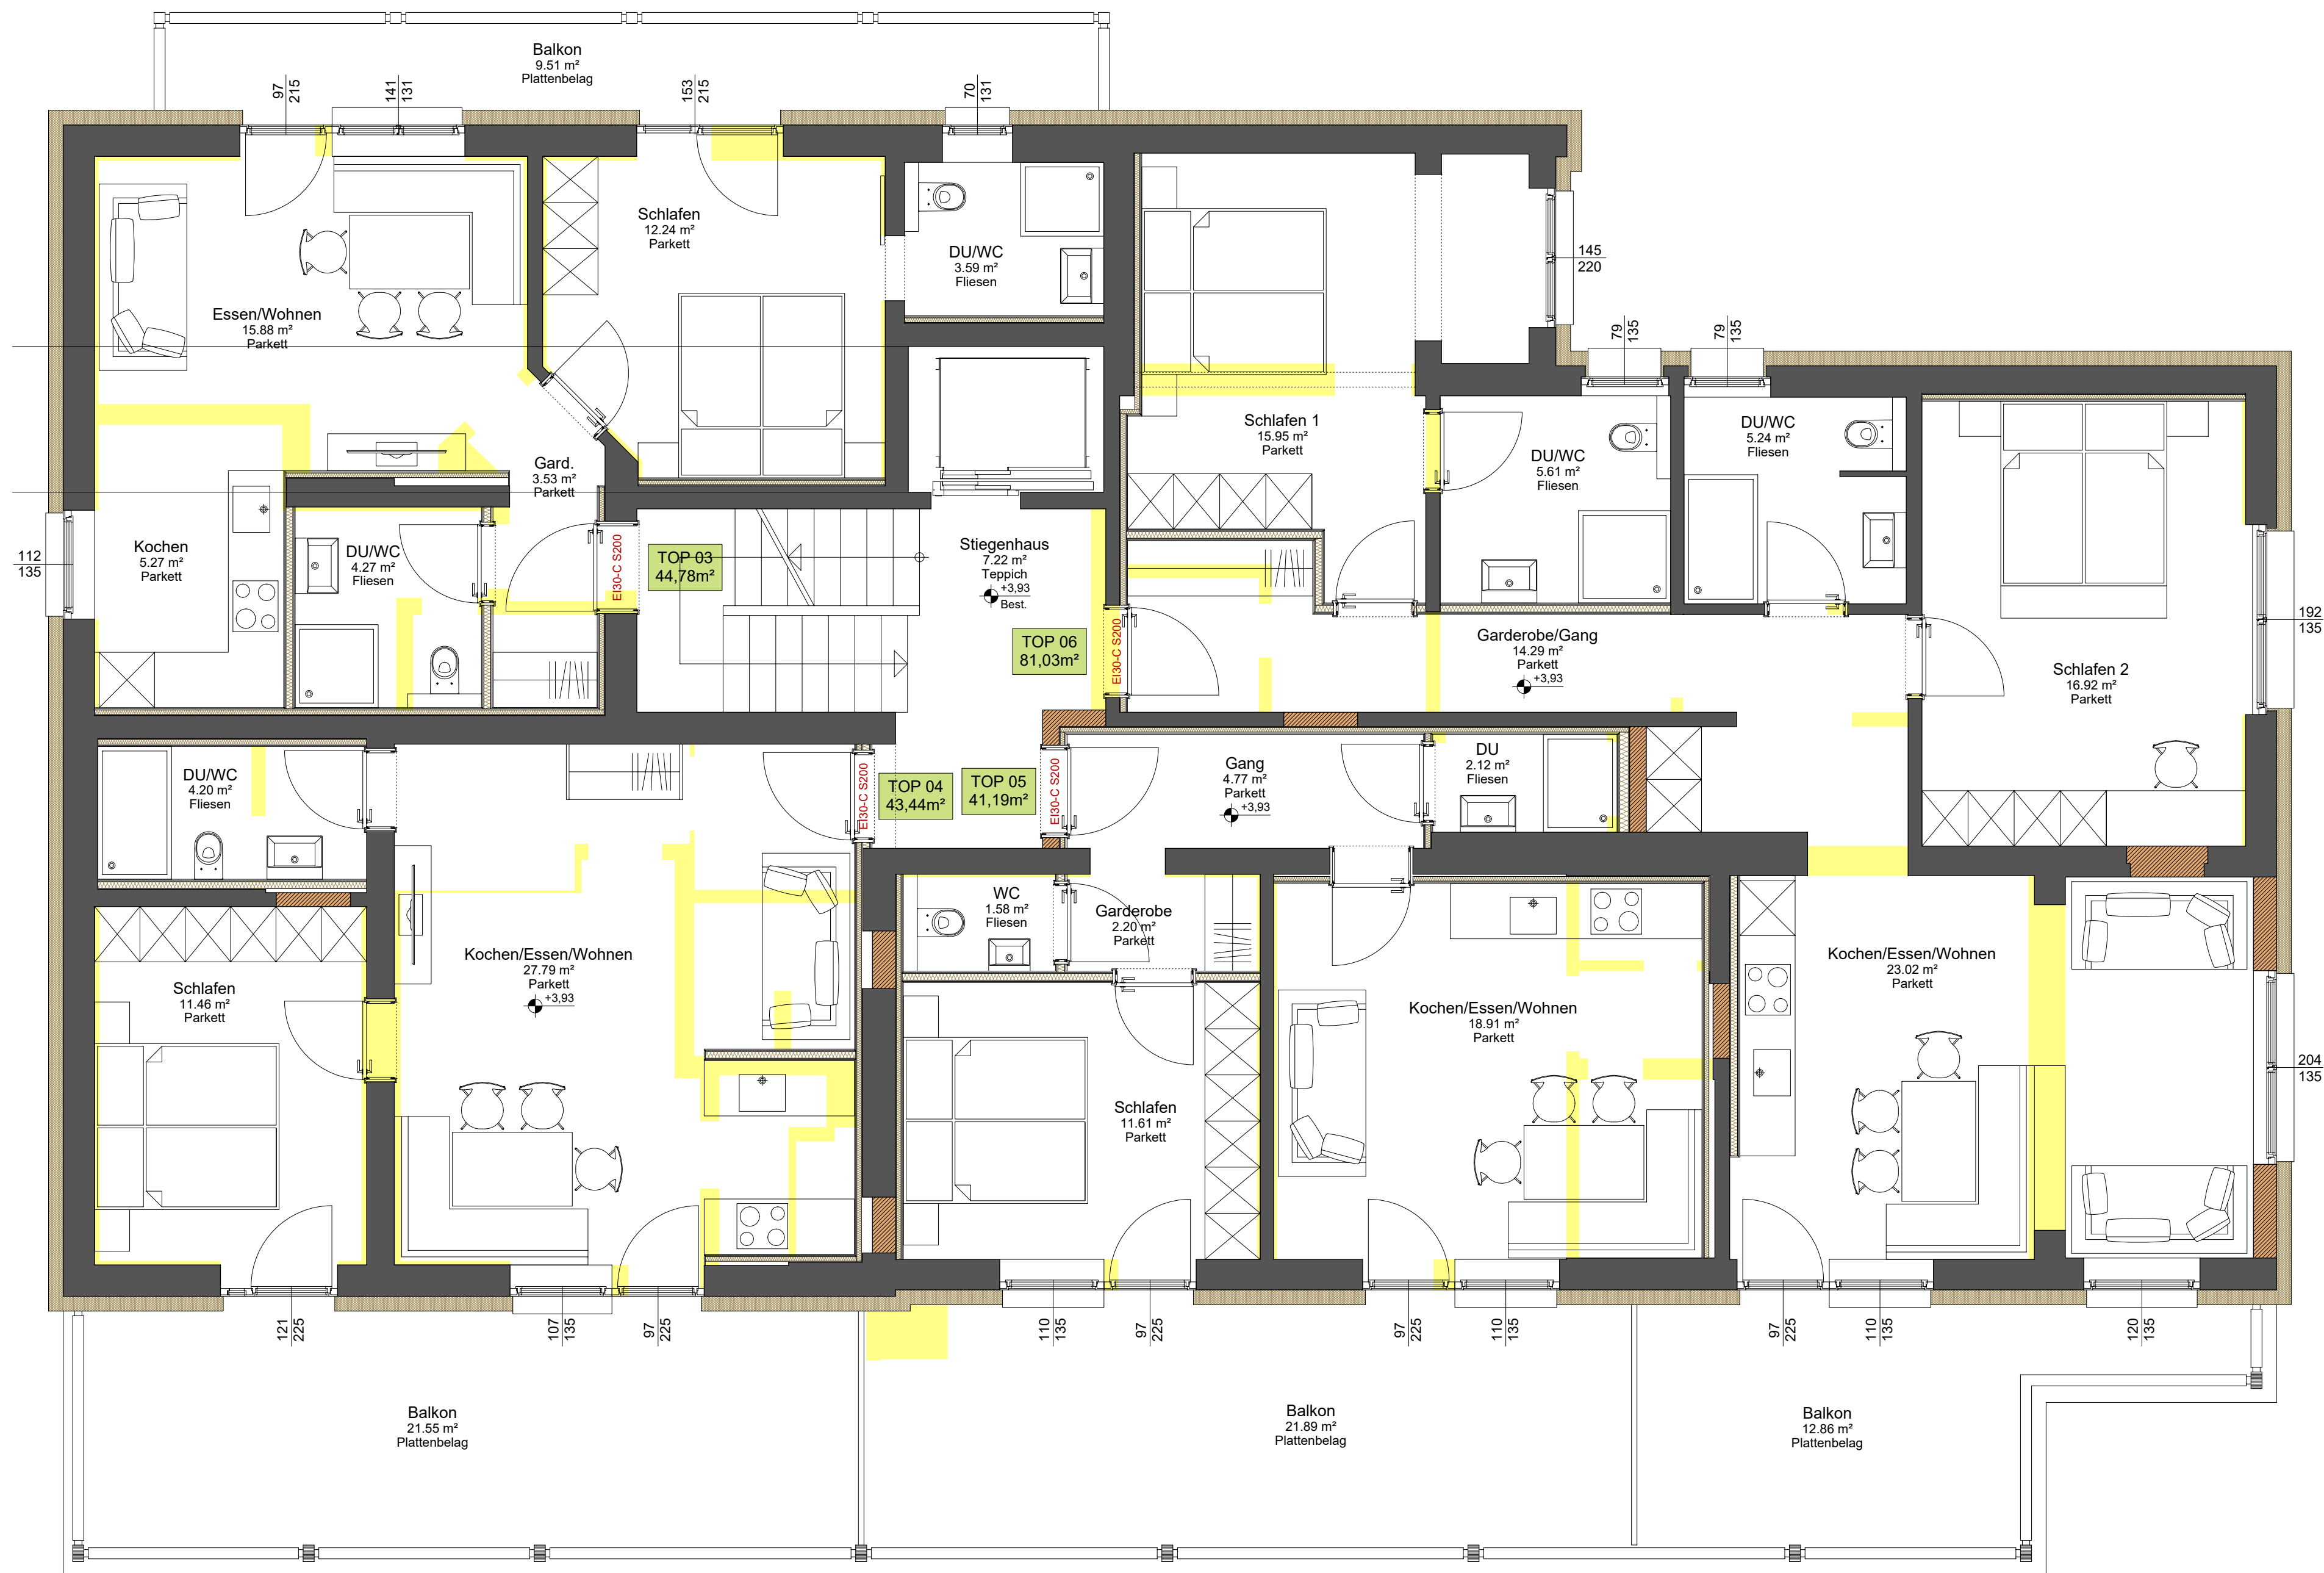 Balkon
9.51 m²
Plattenbelag
97
215
141
131
153
215
70
131
Schlafen
12.24 m²
Parkett
DU/WC
3.59 m²
Fliesen
145
220
Essen/Wohnen
15.88 m²
Parkett
79
135
79
135
Schlafen 1
15.95 m²
Parkett
DU/WC
5.61 m²
Fliesen
DU/WC
5.24 m²
Fliesen
Gard.
3.53 m²
Parkett
112
135
Kochen
5.27 m²
Parkett
DU/WC
4.27 m²
Fliesen
EI30-C S200
TOP 03
44,78m²
Stiegenhaus
7.22 m²
Teppich
+3,93
Best.
TOP 06
81,03m²
EI30-C S200
Garderobe/Gang
14.29 m²
Parkett
+3,93
Schlafen 2
16.92 m²
Parkett
192
135
DU/WC
4.20 m²
Fliesen
EI30-C S200
TOP 04
43,44m²
TOP 05
41,19m²
EI30-C S200
Gang
4.77 m²
Parkett
+3,93
DU
2.12 m²
Fliesen
WC
1.58 m²
Fliesen
Garderobe
2.20 m²
Parkett
Schlafen
11.46 m²
Parkett
Kochen/Essen/Wohnen
27.79 m²
Parkett
+3,93
Kochen/Essen/Wohnen
18.91 m²
Parkett
Kochen/Essen/Wohnen
23.02 m²
Parkett
Schlafen
11.61 m²
Parkett
204
135
121
225
107
135
97
225
110
135
97
225
97
225
110
135
97
225
110
135
120
135
Balkon
21.55 m²
Plattenbelag
Balkon
21.89 m²
Plattenbelag
Balkon
12.86 m²
Plattenbelag